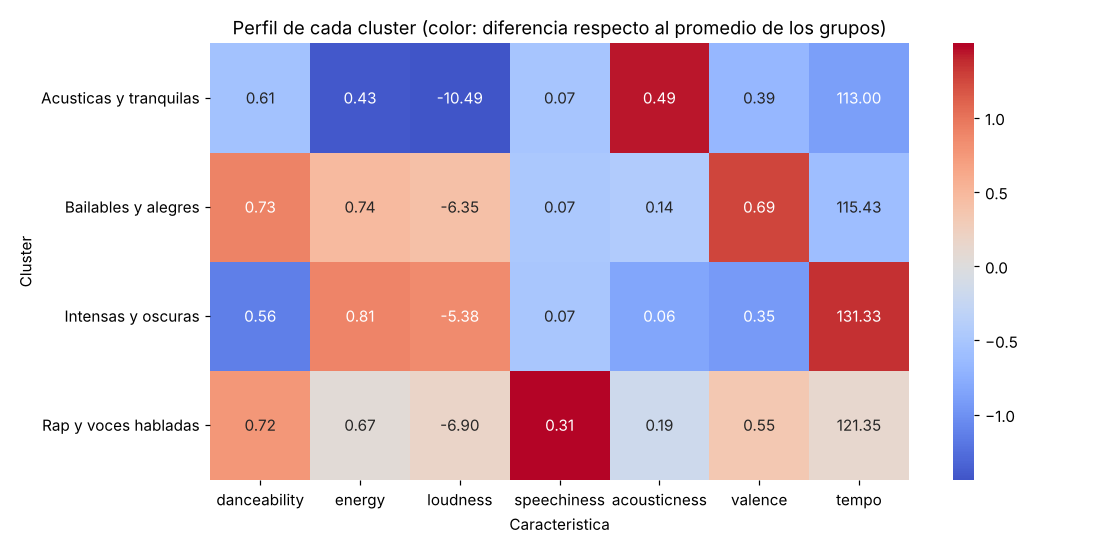 Perfil de cada cluster (color: diferencia respecto al promedio de los grupos)
Acusticas y tranquilas 0.61 0.43 -10.49 0.07 0.49 0.39 113.00
Bailables y alegres 0.73 0.74 -6.35 0.07 0.14 0.69 115.43
Intensas y oscuras 0.56 0.81 -5.38 0.07 0.06 0.35 131.33
Rap y voces habladas 0.72 0.67 -6.90 0.31 0.19 0.55 121.35
danceability energy loudness speechiness acousticness valence tempo
Caracteristica
Cluster
1.0
0.5
0.0
−0.5
−1.0